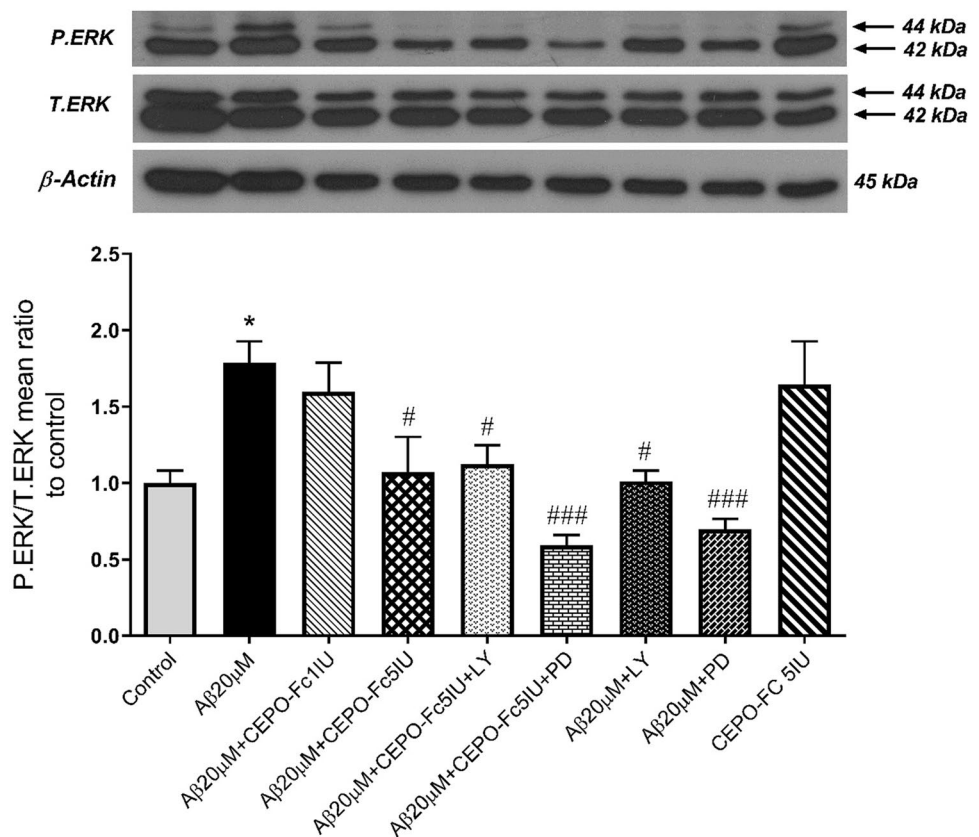 P.ERK
44 kDa
42 kDa
T.ERK
44 kDa
42 kDa
β-Actin
45 kDa
P.ERK/T.ERK mean ratio
to control
2.5
2.0
1.5
1.0
0.5
0.0
*
#
#
###
#
###
Control
Aβ20μM
Aβ20μM+CEPO-Fc1IU
Aβ20μM+CEPO-Fc5IU
Aβ20μM+CEPO-Fc5IU+LY
Aβ20μM+CEPO-Fc5IU+PD
Aβ20μM+LY
Aβ20μM+PD
CEPO-FC 5IU